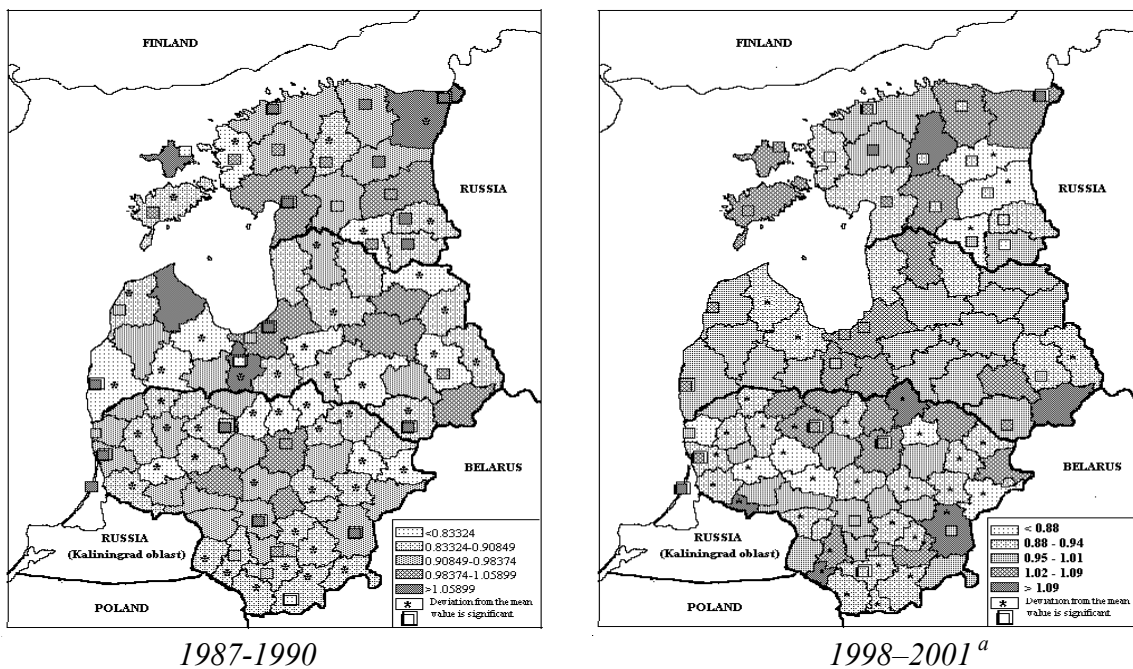 FINLAND
RUSSIA
BELARUS
RUSSIA
(Kaliningrad oblast)
POLAND
<0.83324
0.83324-0.90849
0.90849-0.98374
0.98374-1.05899
>1.05899
Deviation from the mean
value is significant
1987-1990
FINLAND
RUSSIA
BELARUS
RUSSIA
(Kaliningrad oblast)
POLAND
< 0.88
0.88 - 0.94
0.95 - 1.01
1.02 - 1.09
> 1.09
Deviation from the mean
value is significant
1998–2001 a